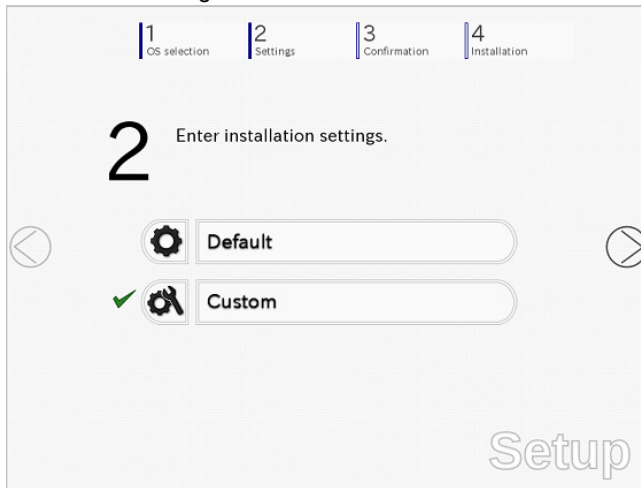 1
OS selection
2
Settings
3
Confirmation
4
Installation
2
Enter installation settings.
Default
Custom
Setup